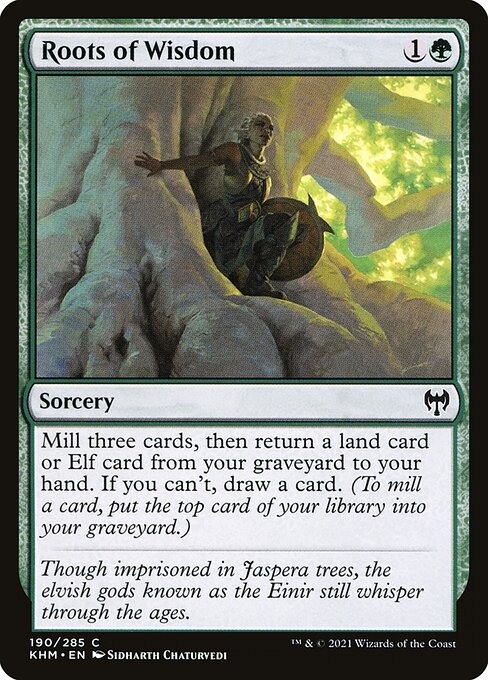 Roots of Wisdom 1
Sorcery
Mill three cards, then return a land card
or Elf card from your graveyard to your
hand. If you can't, draw a card. (To mill
a card, put the top card of your library into
your graveyard.)
Though imprisoned in Jaspera trees, the
elvish gods known as the Einir still whisper
through the ages.
190/285 C
™ & © 2021 Wizards of the Coast
KHM • EN Sidharth Chaturvedi